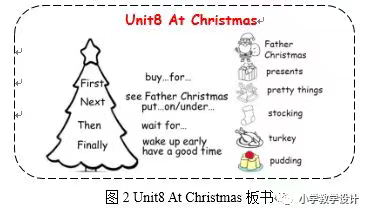 Unit8 At Christmas
First
Next
Then
Finally
buy...for...
see Father Christmas
put...on/under...
wait for...
wake up early
have a good time
Father
Christmas
presents
pretty things
stocking
turkey
pudding
图 2 Unit8 At Christmas 板书
小学教学设计